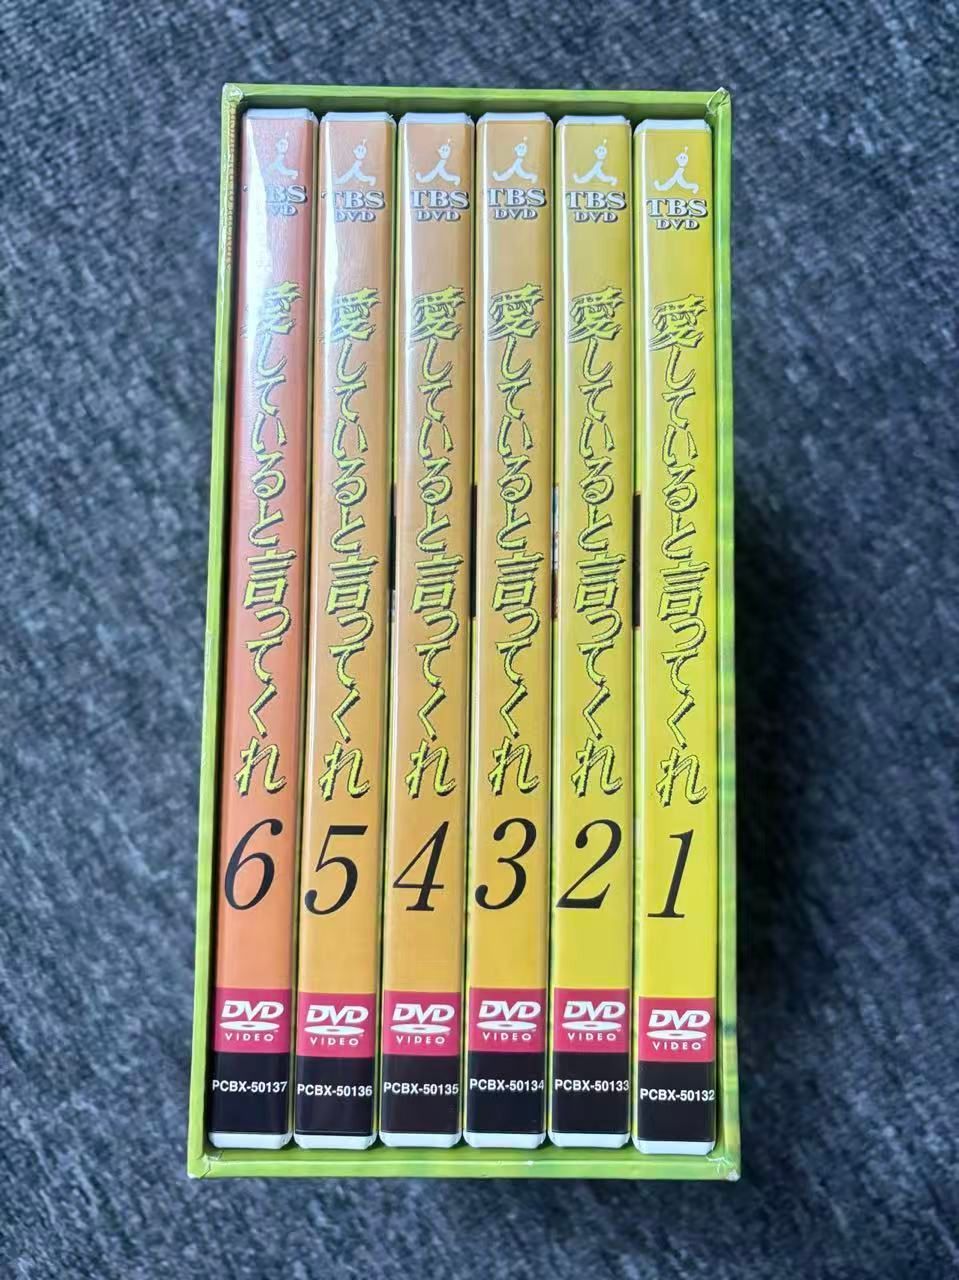 TBS
DVD
愛していると言ってくれ
6
DVD
VIDEO
PCBX-50137
TBS
DVD
愛していると言ってくれ
5
DVD
VIDEO
PCBX-50136
TBS
DVD
愛していると言ってくれ
4
DVD
VIDEO
PCBX-50135
TBS
DVD
愛していると言ってくれ
3
DVD
VIDEO
PCBX-50134
TBS
DVD
愛していると言ってくれ
2
DVD
VIDEO
PCBX-50133
TBS
DVD
愛していると言ってくれ
1
DVD
VIDEO
PCBX-50132